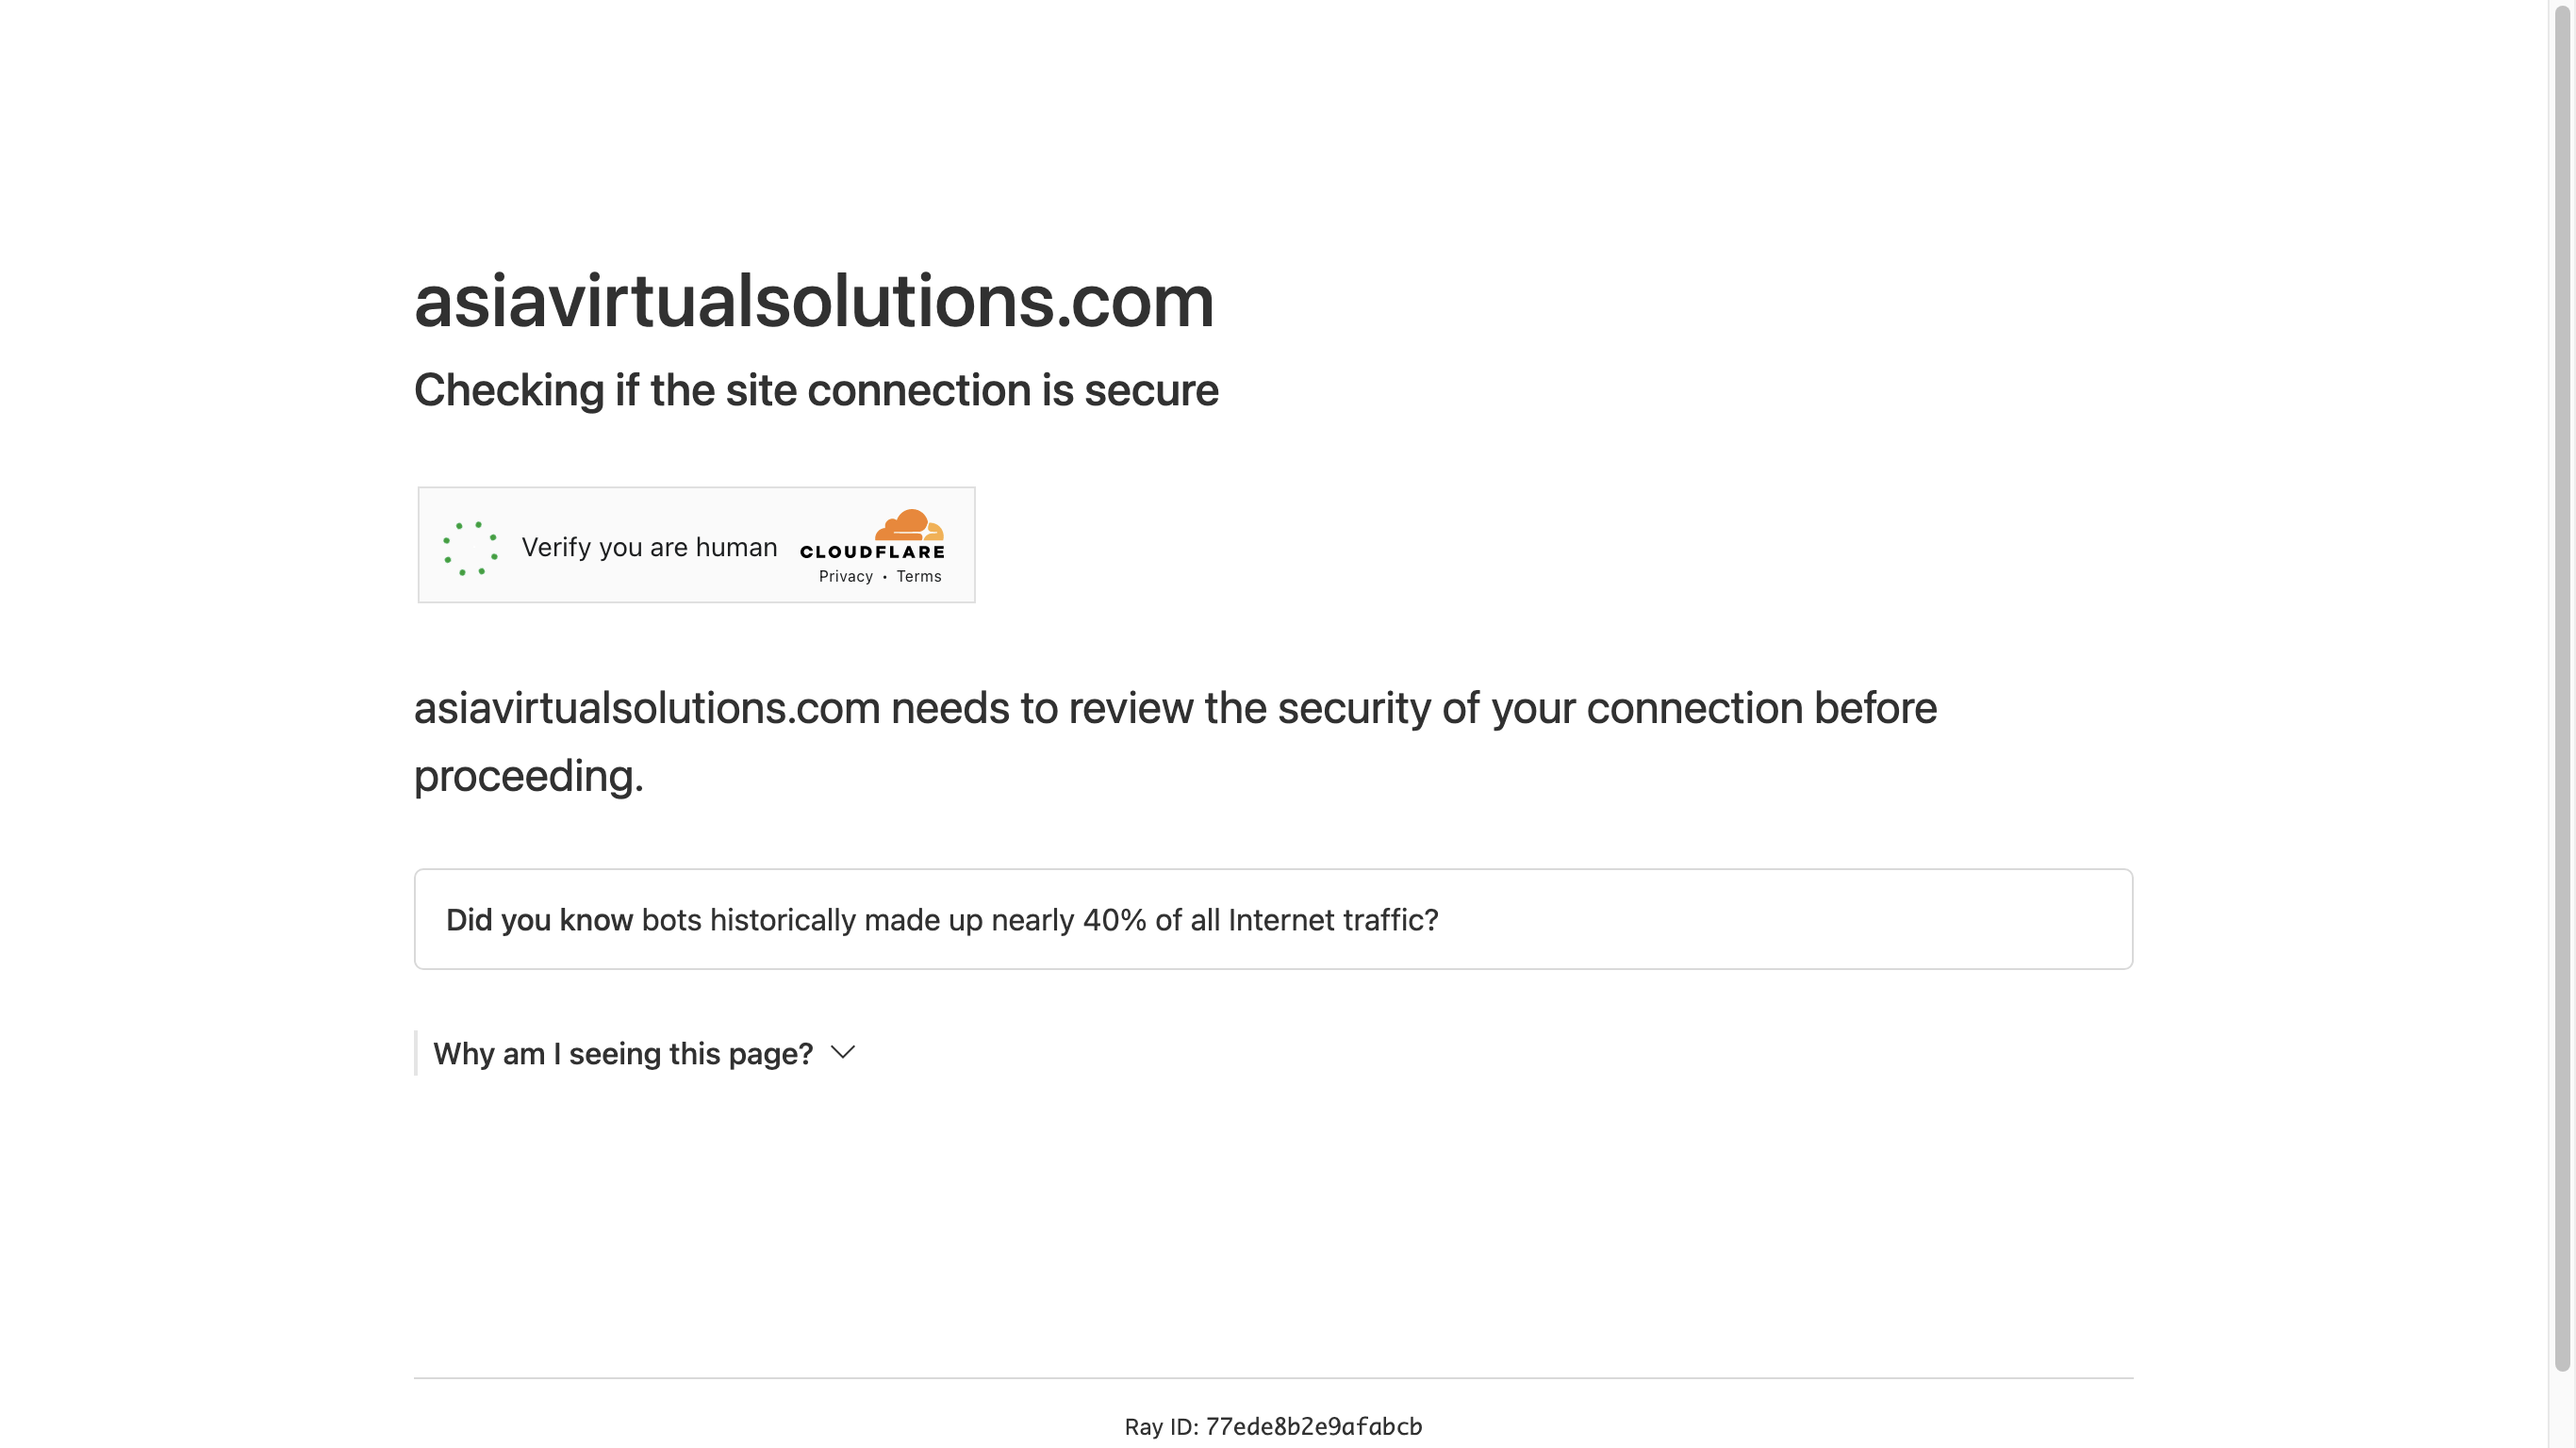 asiavirtualsolutions.com
Checking if the site connection is secure
Verify you are human
CLOUDFLARE
Privacy • Terms
asiavirtualsolutions.com needs to review the security of your connection before
proceeding.
Did you know bots historically made up nearly 40% of all Internet traffic?
Why am I seeing this page?
Ray ID: 77ede8b2e9afabcb